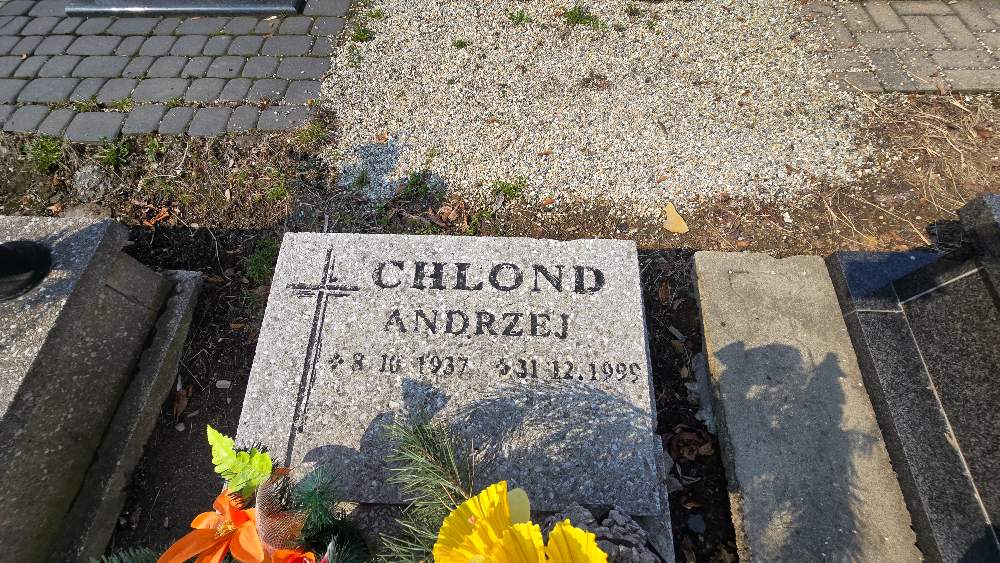 CHLOND
ANDRZEJ
* 8 10 1937 ✢ 31.12.1999